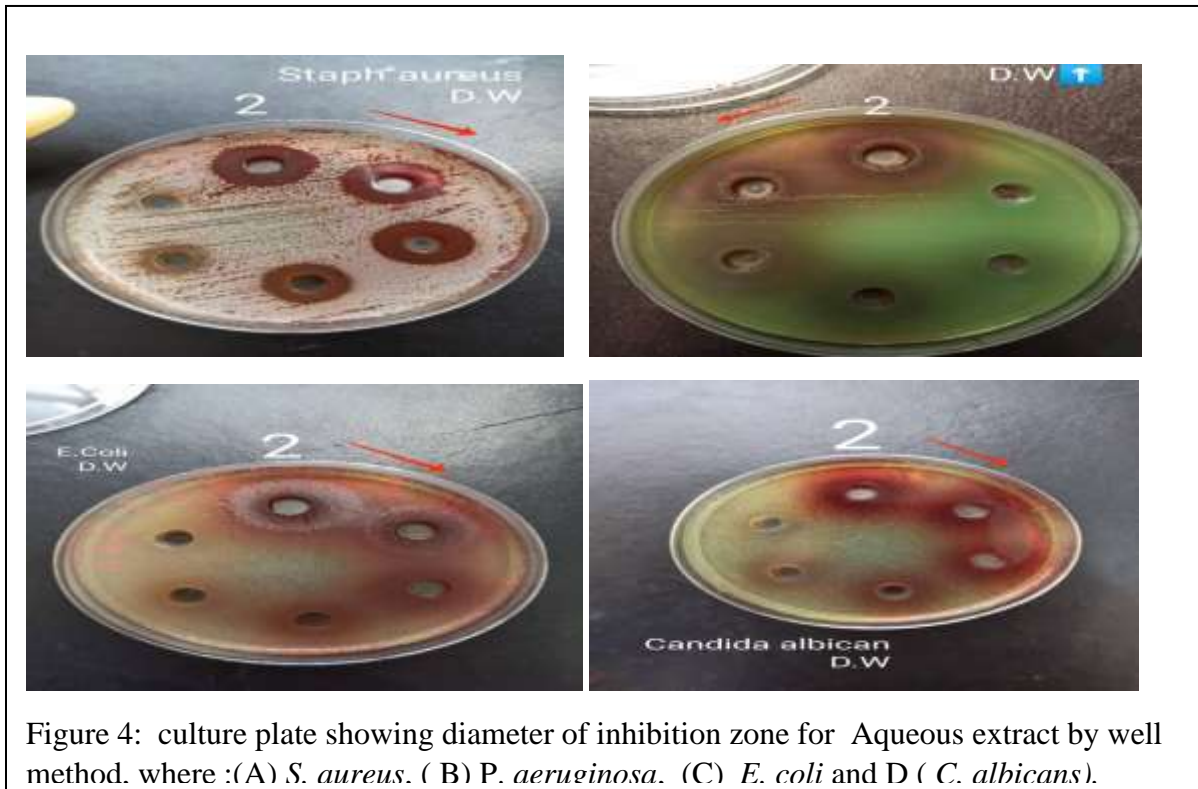 Staph aureus
D.W
2
D.W ↑
2
E.Coli
D.W
2
2
Candida albican
D.W
Figure 4: culture plate showing diameter of inhibition zone for Aqueous extract by well
method, where :(A) S. aureus, ( B) P. aeruginosa, (C) E. coli and D ( C. albicans).